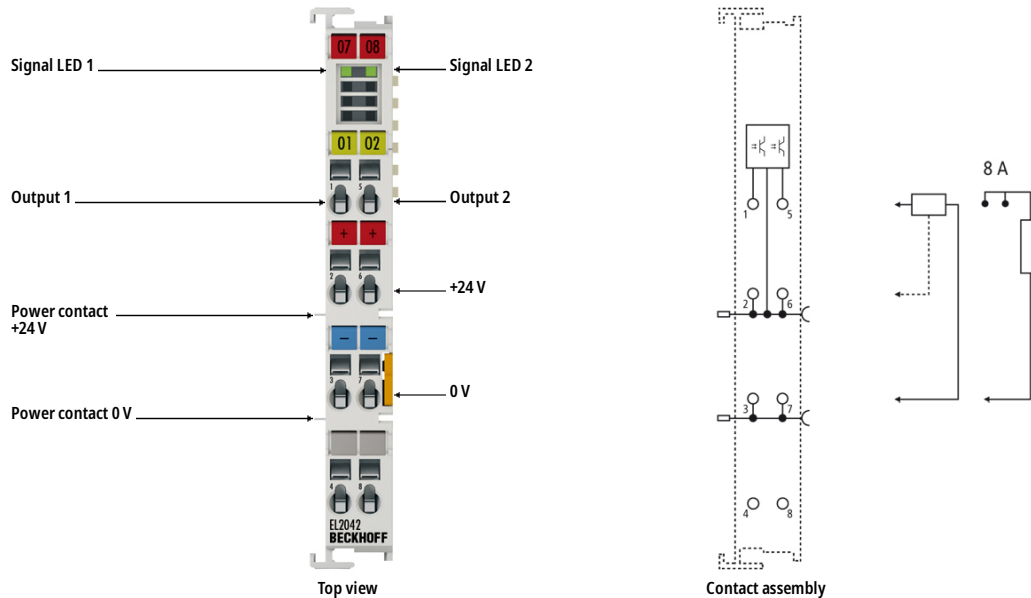 07 08
Signal LED 1
Signal LED 2
01 02
1 5
Output 1
Output 2
+ +
2 6
+24 V
Power contact
+24 V
− −
3 7
0 V
Power contact 0 V
4 8
EL2042
BECKHOFF
Top view
8 A
1 5
2 6
3 7
4 8
Contact assembly